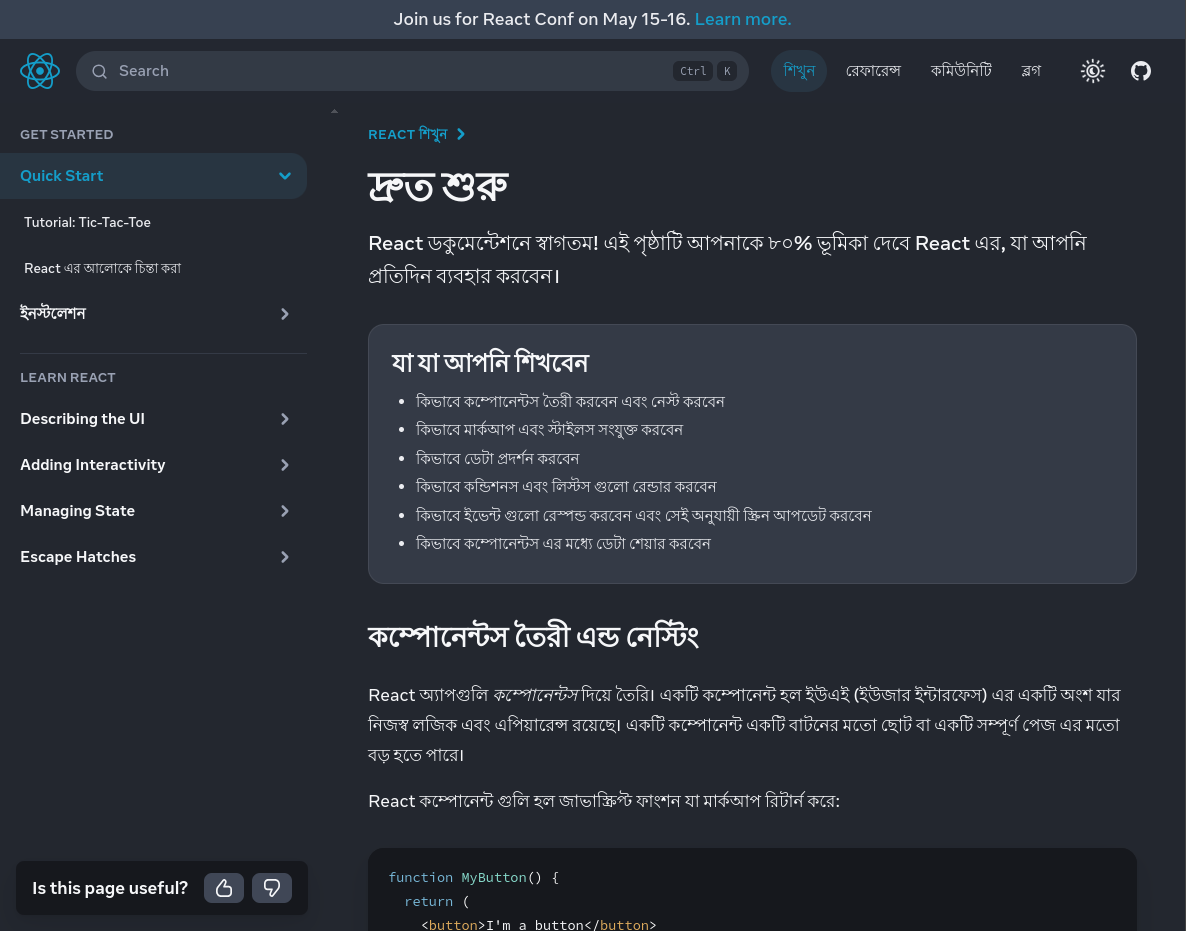 Join us for React Conf on May 15-16. Learn more.
Search Ctrl K শিখুন রেফারেন্স কমিউনিটি ব্লগ
GET STARTED
Quick Start
Tutorial: Tic-Tac-Toe
React এর আলোকে চিন্তা করা
ইনস্টলেশন
LEARN REACT
Describing the UI
Adding Interactivity
Managing State
Escape Hatches
Is this page useful?
REACT শিখুন
দ্রুত শুরু
React ডকুমেন্টেশনে স্বাগতম! এই পৃষ্ঠাটি আপনাকে ৮০% ভূমিকা দেবে React এর, যা আপনি
প্রতিদিন ব্যবহার করবেন।
যা যা আপনি শিখবেন
কিভাবে কম্পোনেন্টস তৈরী করবেন এবং নেস্ট করবেন
কিভাবে মার্কআপ এবং স্টাইলস সংযুক্ত করবেন
কিভাবে ডেটা প্রদর্শন করবেন
কিভাবে কন্ডিশনস এবং লিস্টস গুলো রেন্ডার করবেন
কিভাবে ইভেন্ট গুলো রেস্পন্ড করবেন এবং সেই অনুযায়ী স্ক্রিন আপডেট করবেন
কিভাবে কম্পোনেন্টস এর মধ্যে ডেটা শেয়ার করবেন
কম্পোনেন্টস তৈরী এন্ড নেস্টিং
React অ্যাপগুলি কম্পোনেন্টস দিয়ে তৈরি। একটি কম্পোনেন্ট হল ইউএই (ইউজার ইন্টারফেস) এর একটি অংশ যার
নিজস্ব লজিক এবং এপিয়ারেন্স রয়েছে। একটি কম্পোনেন্ট একটি বাটনের মতো ছোট বা একটি সম্পূর্ণ পেজ এর মতো
বড় হতে পারে।
React কম্পোনেন্ট গুলি হল জাভাস্ক্রিপ্ট ফাংশন যা মার্কআপ রিটার্ন করে:
function MyButton() {
return (
<button>I'm a button</button>